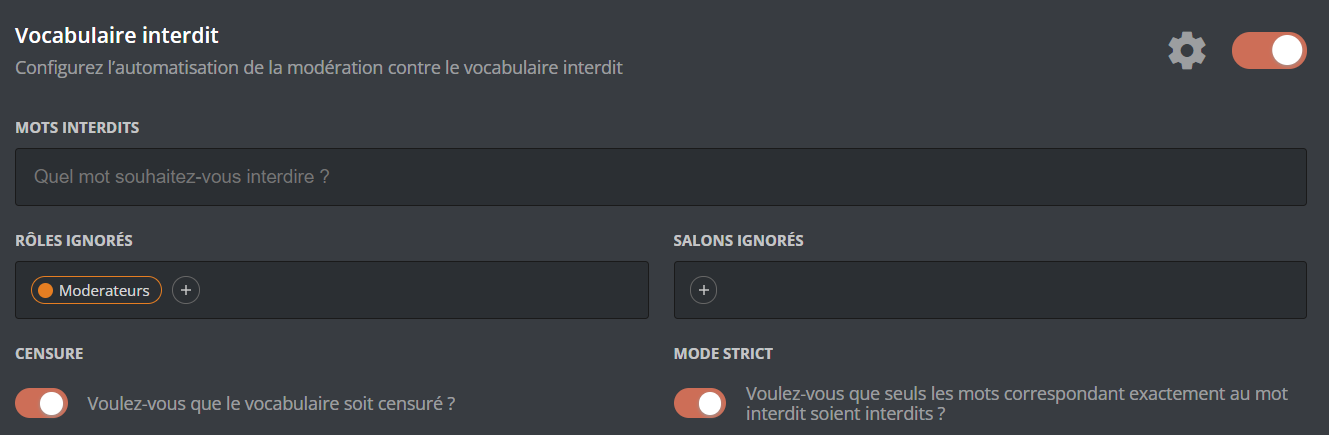 Vocabulaire interdit
Configurez l’automatisation de la modération contre le vocabulaire interdit
MOTS INTERDITS
Quel mot souhaitez-vous interdire ?
RÔLES IGNORÉS
Moderateurs
SALONS IGNORÉS
CENSURE
Voulez-vous que le vocabulaire soit censuré ?
MODE STRICT
Voulez-vous que seuls les mots correspondant exactement au mot
interdit soient interdits ?